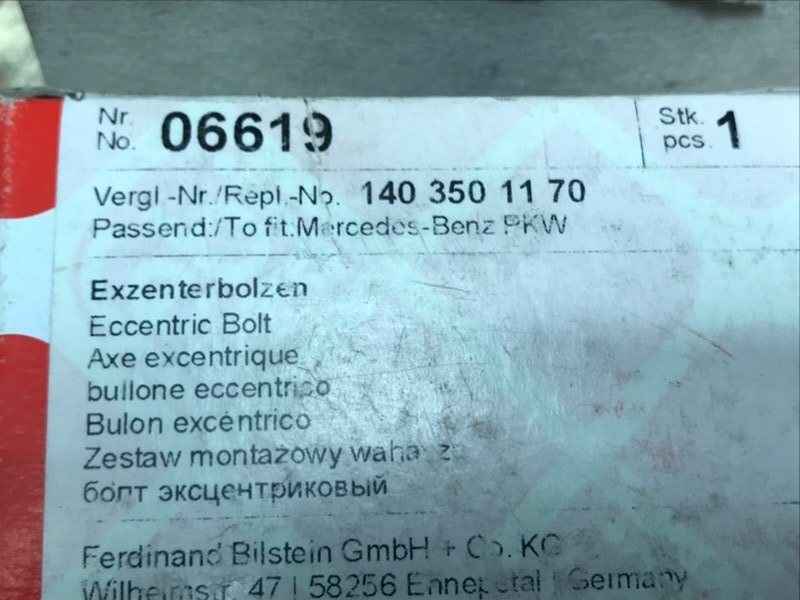 Nr.
No. 06619
Stk.
pcs. 1
Vergl.-Nr./Repl.-No. 140 350 11 70
Passend:/To fit:Mercedes-Benz PKW
Exzenterbolzen
Eccentric Bolt
Axe excentrique
bullone eccentrico
Bulon excéntrico
Zestaw montażowy
болт эксцентриковый
Ferdinand Bilstein GmbH + Co. KG
Wilhelmstr. 47 | 58256 Ennepetal | Germany